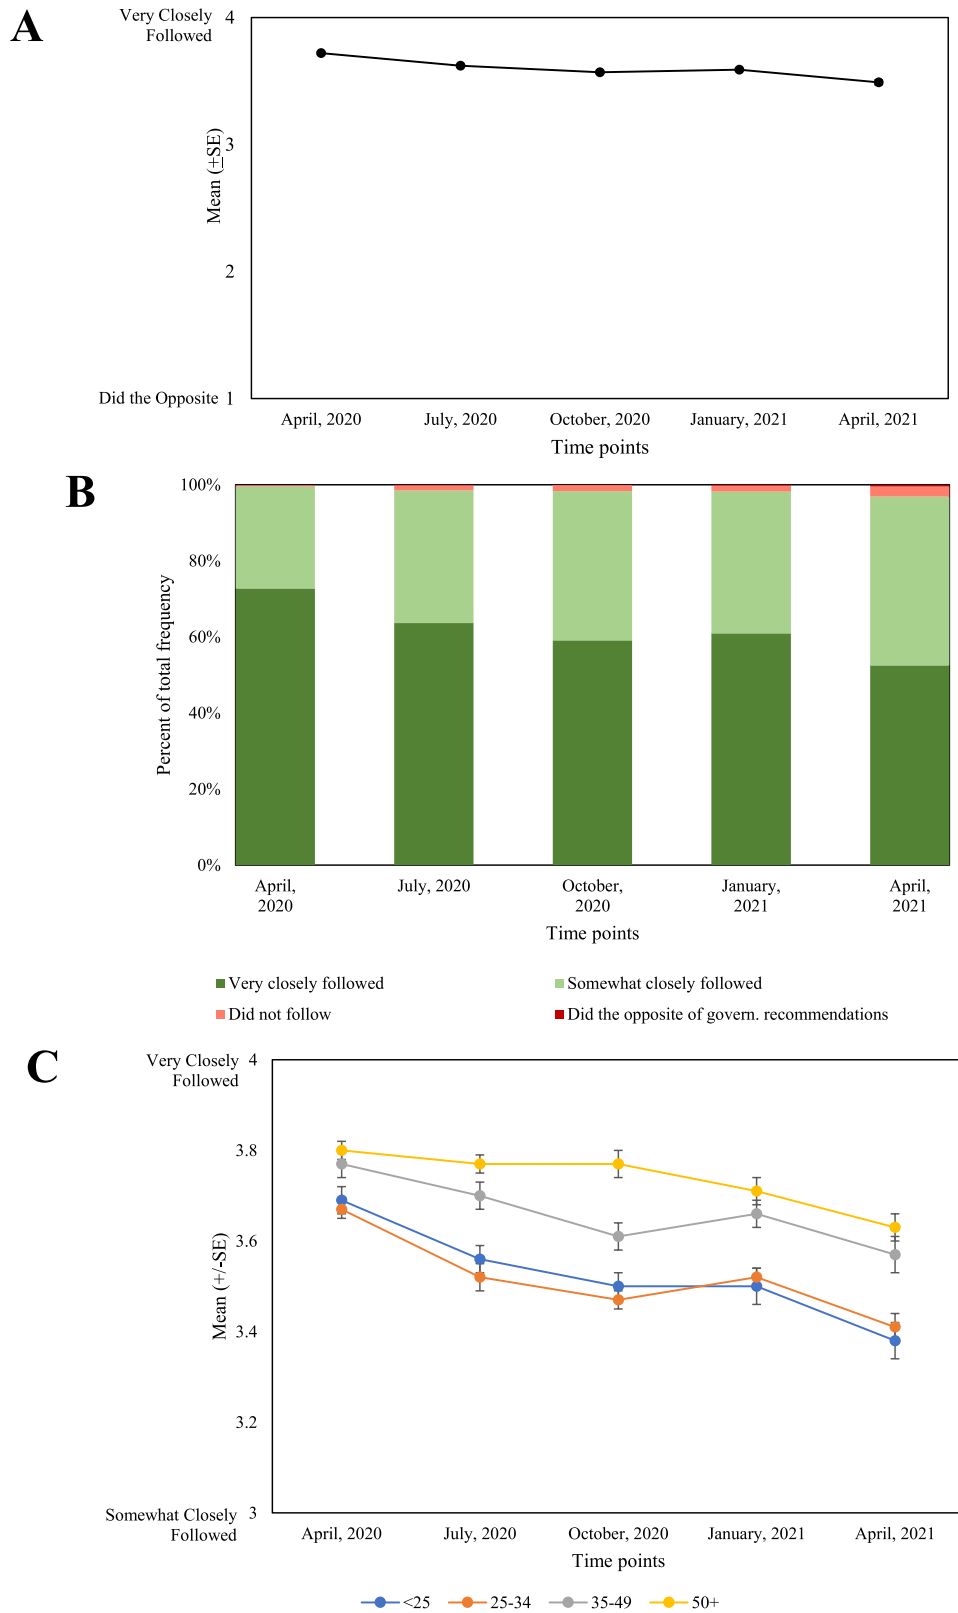 A
Very Closely
Followed
4
3
2
Did the Opposite 1
Mean (±SE)
April, 2020 July, 2020 October, 2020 January, 2021 April, 2021
Time points
B
100%
80%
60%
40%
20%
0%
Percent of total frequency
April, July, 2020 October, January, April,
2020 2020 2021 2021
Time points
Very closely followed Somewhat closely followed
Did not follow Did the opposite of govern. recommendations
C
Very Closely 4
Followed
3.8
3.6
3.4
3.2
3
Somewhat Closely
Followed
Mean (+/-SE)
April, 2020 July, 2020 October, 2020 January, 2021 April, 2021
Time points
<25 25-34 35-49 50+